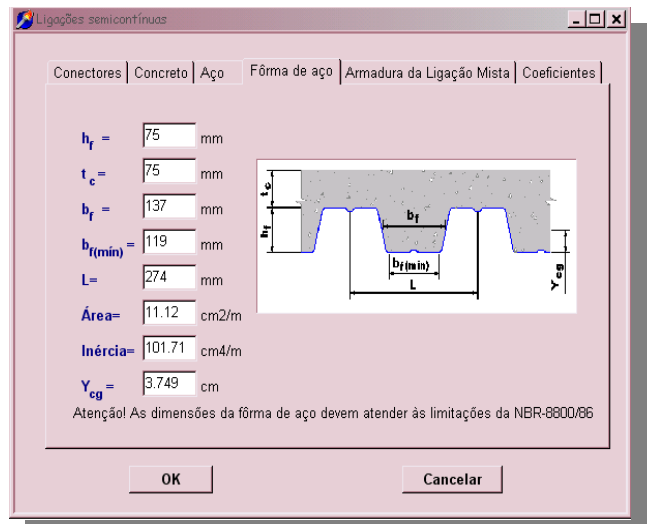 Ligações semicontínuas
Conectores Concreto Aço Fôrma de aço Armadura da Ligação Mista Coeficientes
hf = 75 mm
tc = 75 mm
bf = 137 mm
bf(mín) = 119 mm
L= 274 mm
Área= 11.12 cm2/m
Inércia= 101.71 cm4/m
Ycg = 3.749 cm
tc
hf
bf
bf(min)
L
Ycg
Atenção! As dimensões da fôrma de aço devem atender às limitações da NBR-8800/86
OK Cancelar